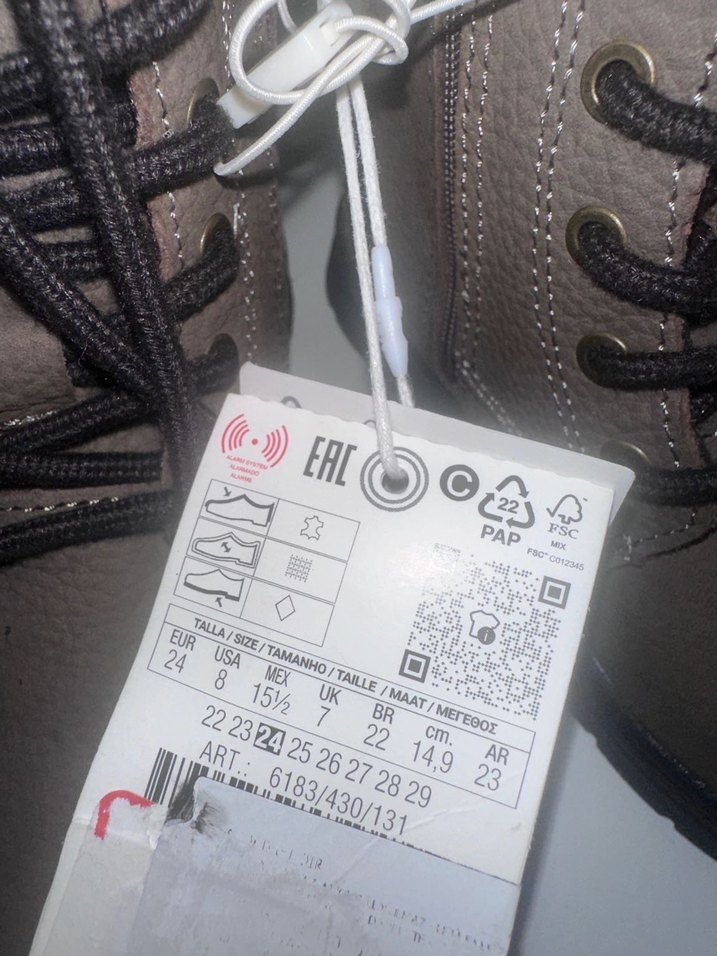 ALARM SYSTEM
ALARMADO
ALARME
EAC
C
22
PAP
FSC
MIX
FSC™ C012345
TALLA / SIZE / TAMANHO / TAILLE / MAAT / ΜΕΓΕΘΟΣ
EUR USA MEX UK BR cm. AR
24 8 15½ 7 22 14,9 23
22 23 24 25 26 27 28 29
ART.: 6183/430/131